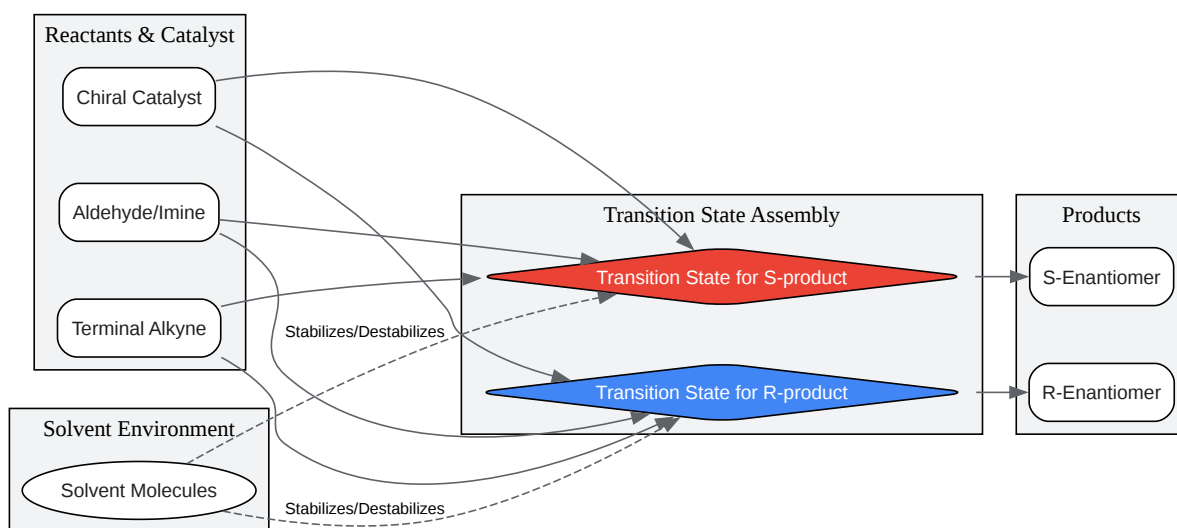 Reactants & Catalyst
Chiral Catalyst
Aldehyde/Imine
Terminal Alkyne
Solvent Environment
Solvent Molecules
Stabilizes/Destabilizes
Stabilizes/Destabilizes
Transition State Assembly
Transition State for S-product
Transition State for R-product
Products
S-Enantiomer
R-Enantiomer